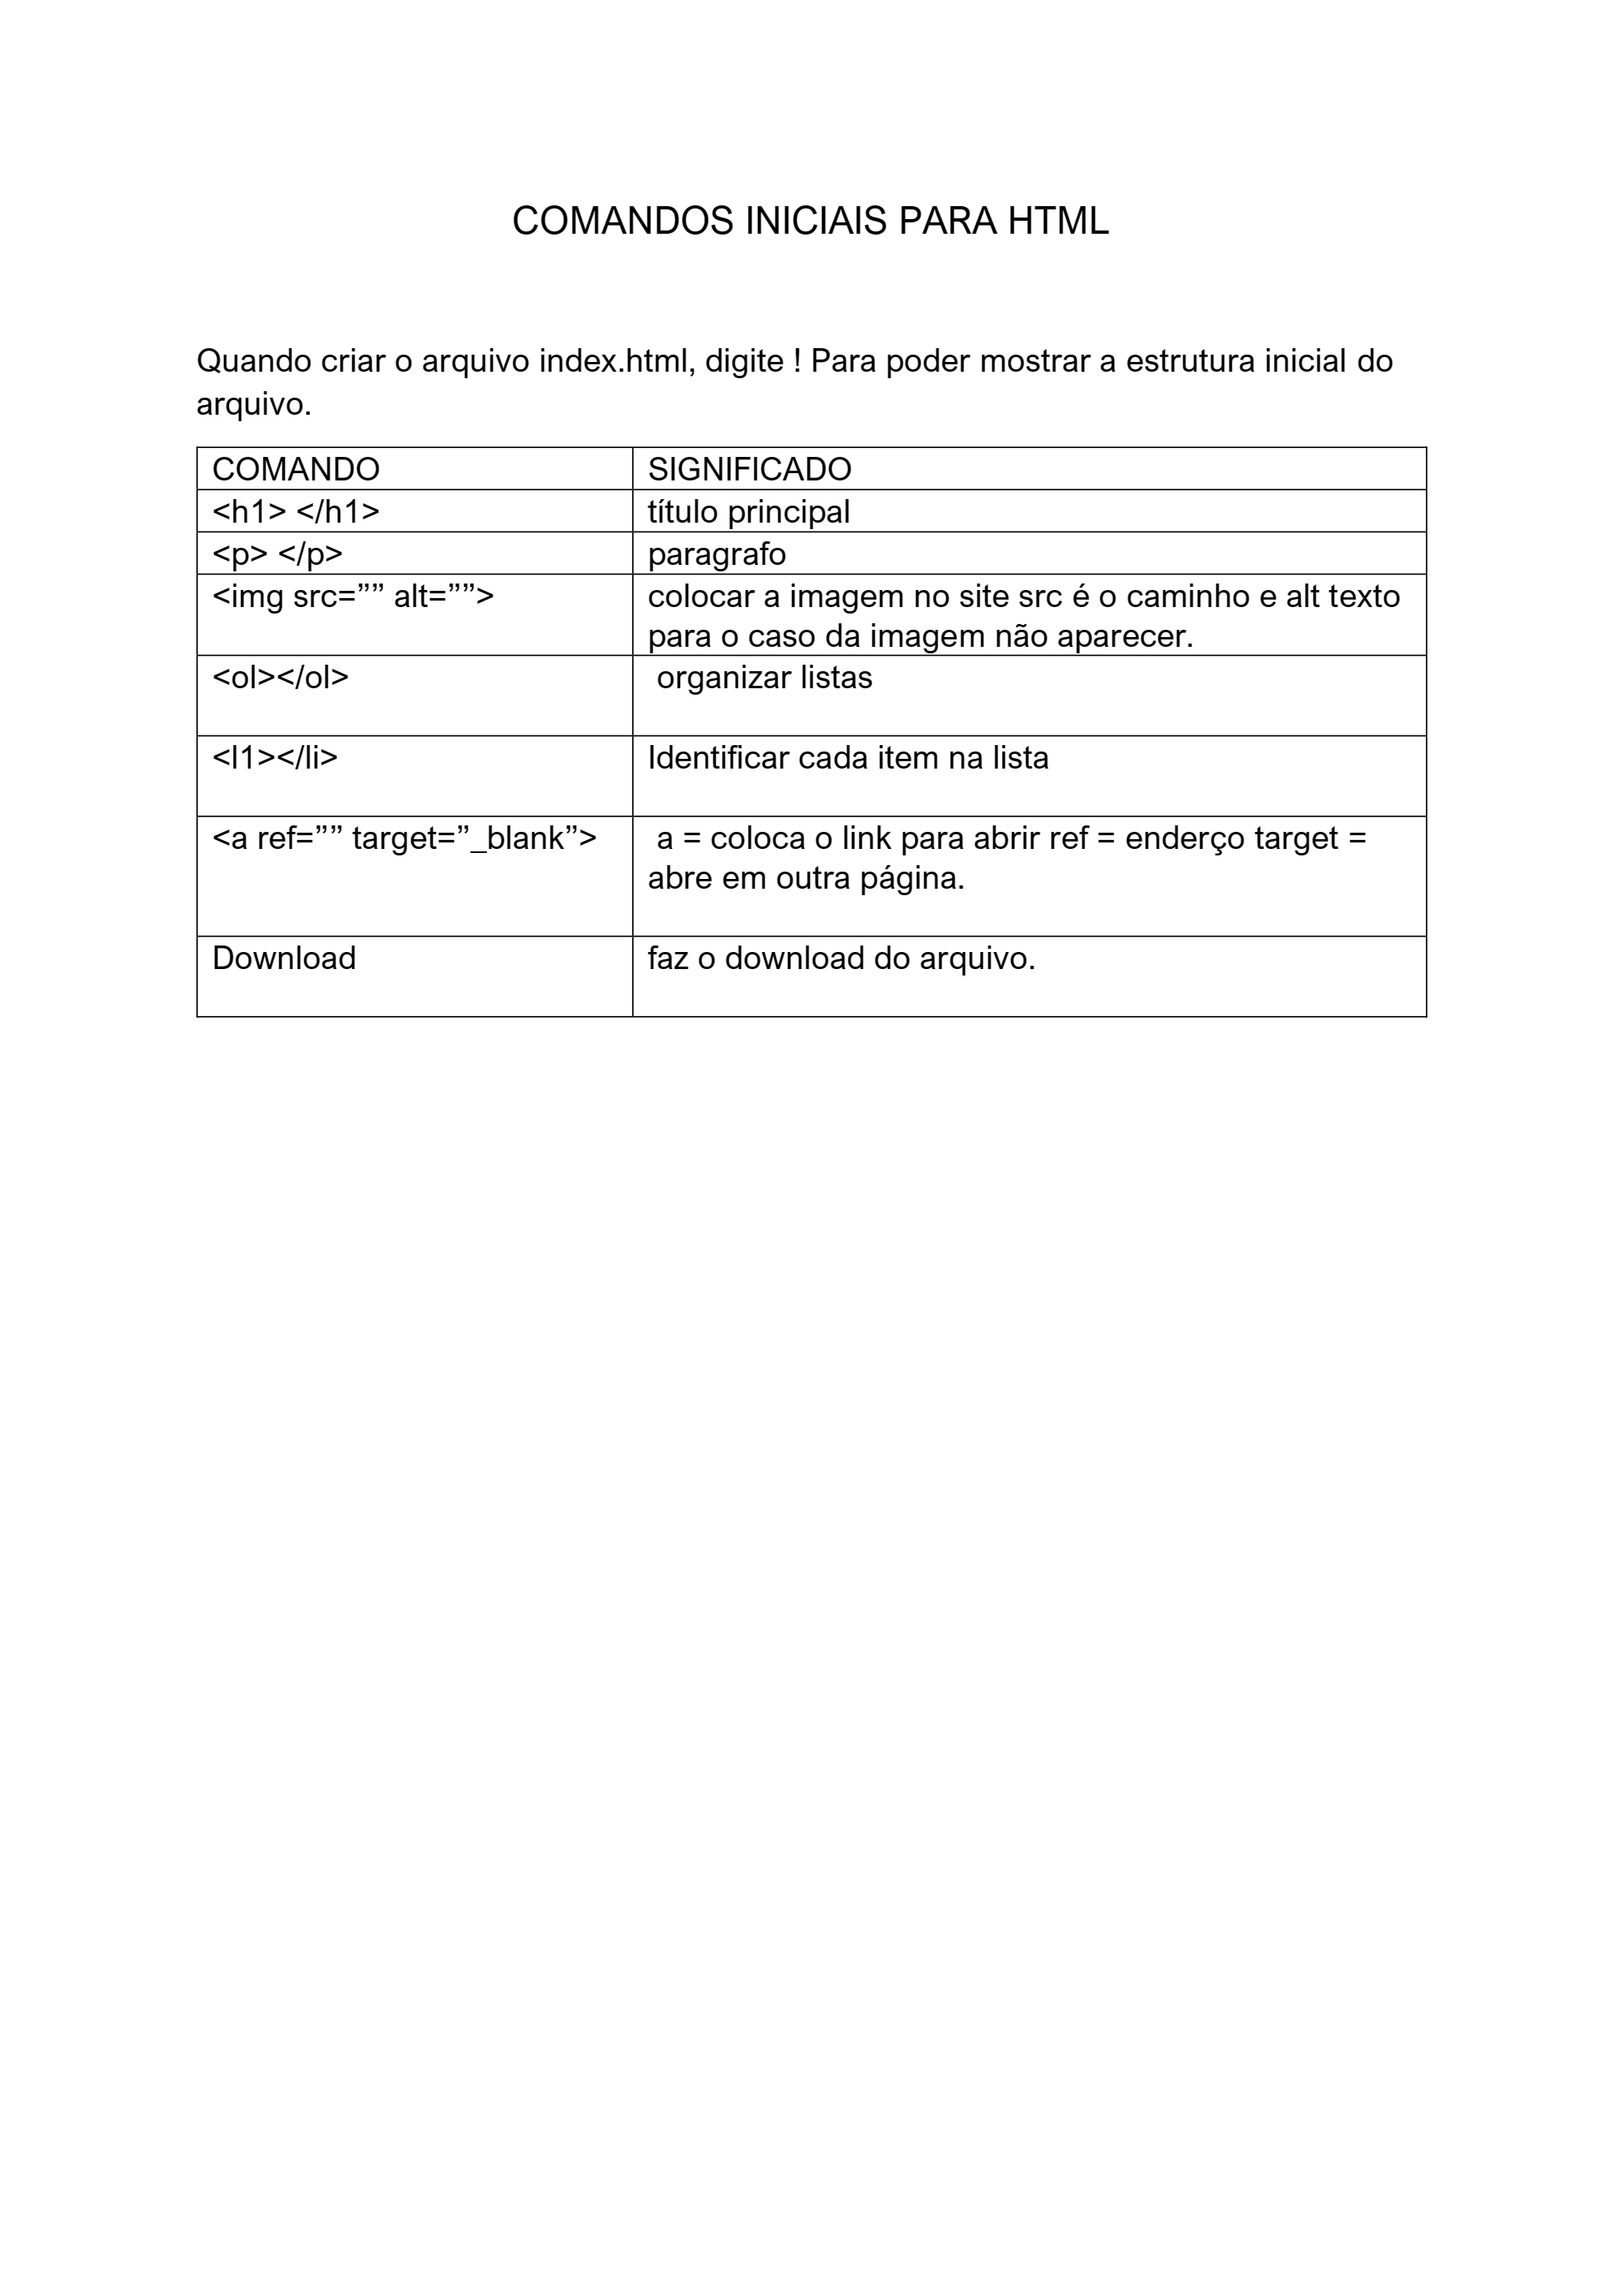 COMANDOS INICIAIS PARA HTML
Quando criar o arquivo index.html, digite ! Para poder mostrar a estrutura inicial do
arquivo.
COMANDO SIGNIFICADO
<h1> </h1> título principal
<p> </p> paragrafo
<img src=”” alt=””> colocar a imagem no site src é o caminho e alt texto
para o caso da imagem não aparecer.
<ol></ol> organizar listas
<l1></li> Identificar cada item na lista
<a ref=”” target=”_blank”> a = coloca o link para abrir ref = enderço target =
abre em outra página.
Download faz o download do arquivo.